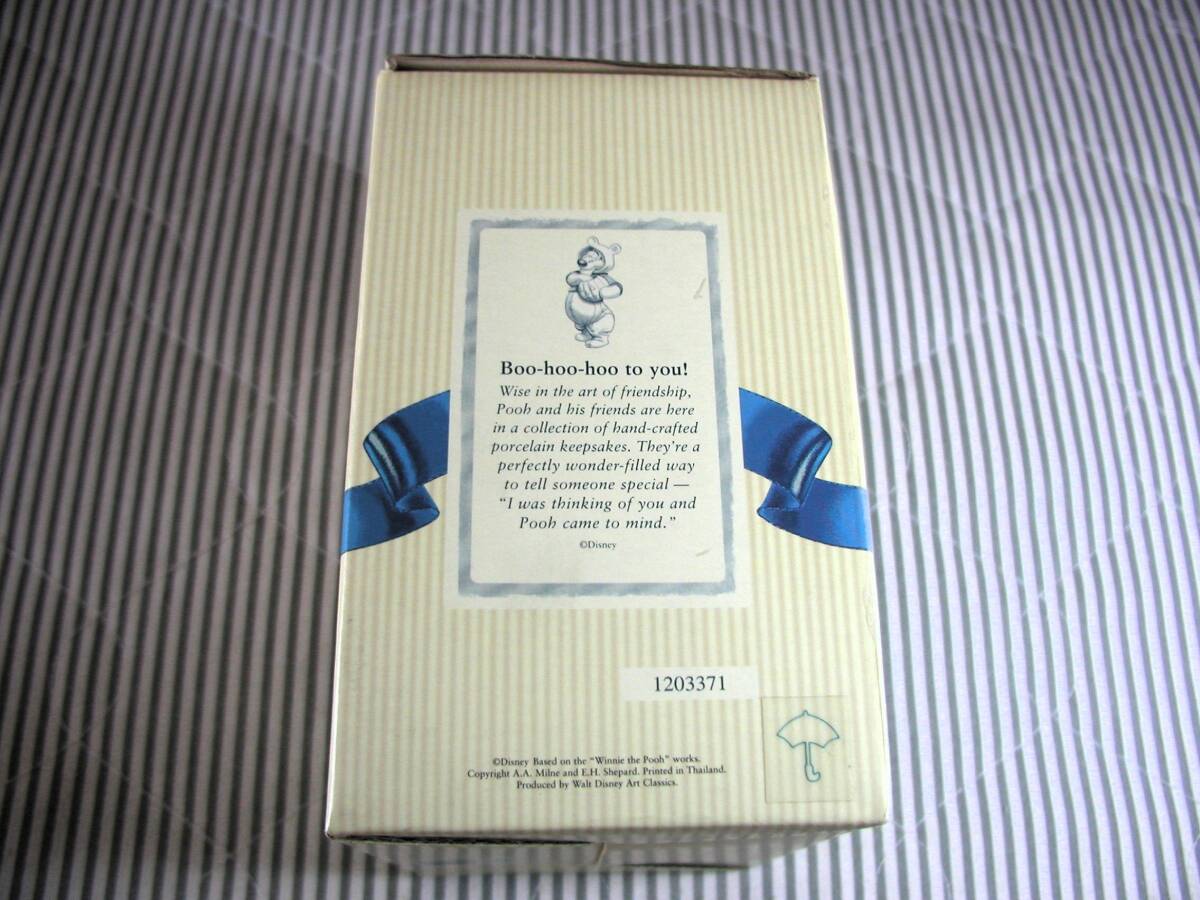 Boo-hoo-hoo to you!
Wise in the art of friendship,
Pooh and his friends are here
in a collection of hand-crafted
porcelain keepsakes. They're a
perfectly wonder-filled way
to tell someone special —
“I was thinking of you and
Pooh came to mind.”
©Disney
1203371
©Disney Based on the “Winnie the Pooh” works.
Copyright A.A. Milne and E.H. Shepard. Printed in Thailand.
Produced by Walt Disney Art Classics.